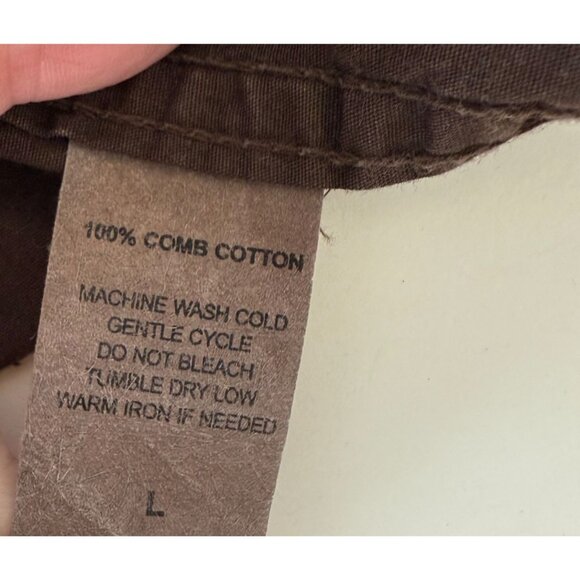 100% COMB COTTON
MACHINE WASH COLD
GENTLE CYCLE
DO NOT BLEACH
TUMBLE DRY LOW
WARM IRON IF NEEDED
L